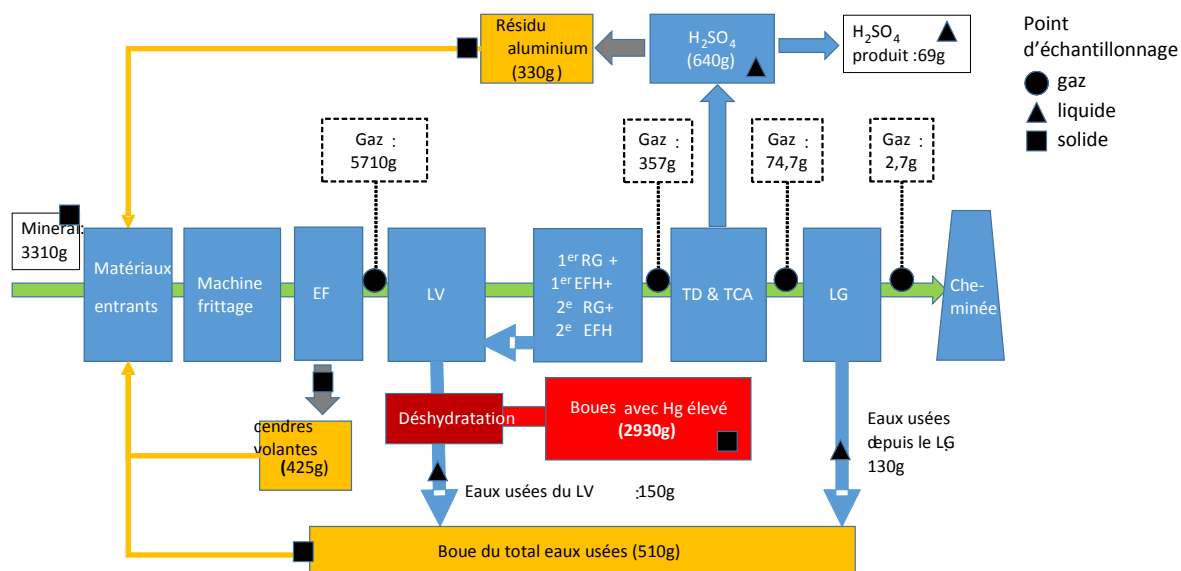 Résidu
aluminium
(330g)
H₂SO₄
(640g)
H₂SO₄
produit :69g
Point
d'échantillonnage
gaz
liquide
solide
Gaz :
5710g
Gaz :
357g
Gaz :
74,7g
Gaz :
2,7g
Mineral:
3310g
Matériaux
entrants
Machine
frittage
EF
LV
1er RG +
1er EFH+
2e RG+
2e EFH
TD & TCA
LG
Che-
minée
cendres
volantes
(425g)
Déshydratation
Boues avec Hg élevé
(2930g)
Eaux usées
depuis le LG:
130g
Eaux usées du LV :150g
Boue du total eaux usées (510g)